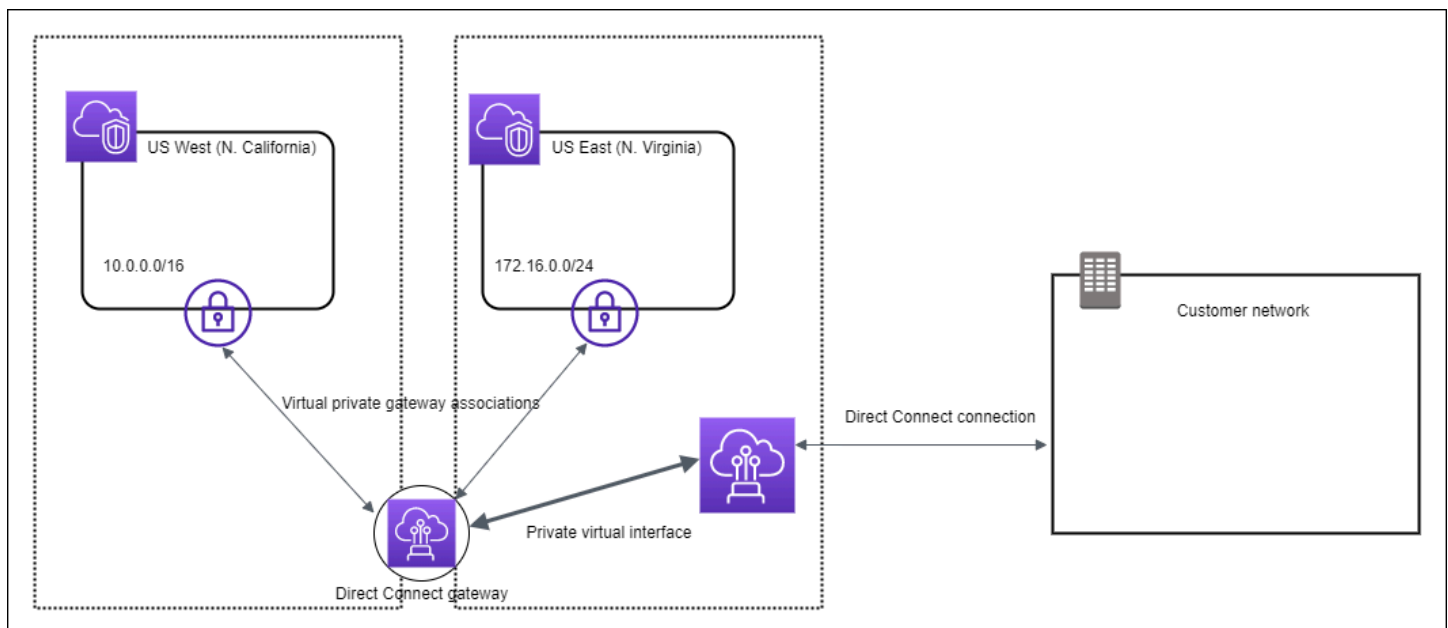 US West (N. California)
US East (N. Virginia)
10.0.0.0/16
172.16.0.0/24
Customer network
Virtual private gateway associations
Direct Connect connection
Private virtual interface
Direct Connect gateway